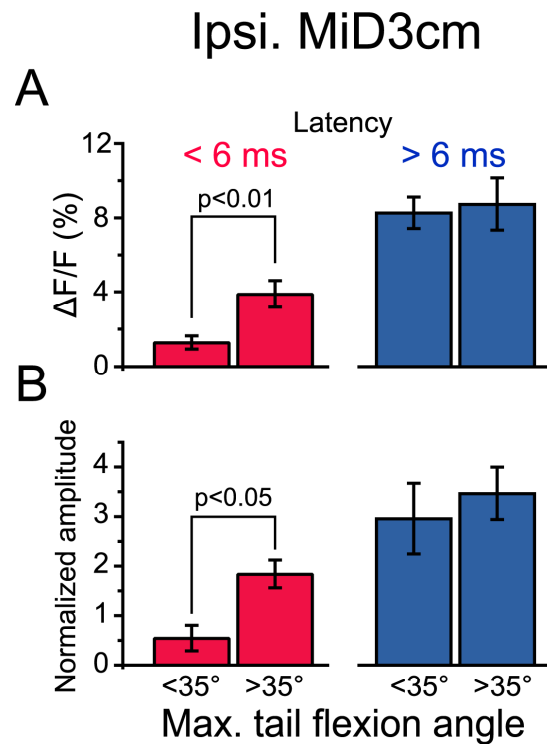 Ipsi. MiD3cm
A
Latency
< 6 ms
> 6 ms
p<0.01
ΔF/F (%)
12
8
4
0
B
p<0.05
Normalized amplitude
4
3
2
1
0
<35° >35° <35° >35°
Max. tail flexion angle